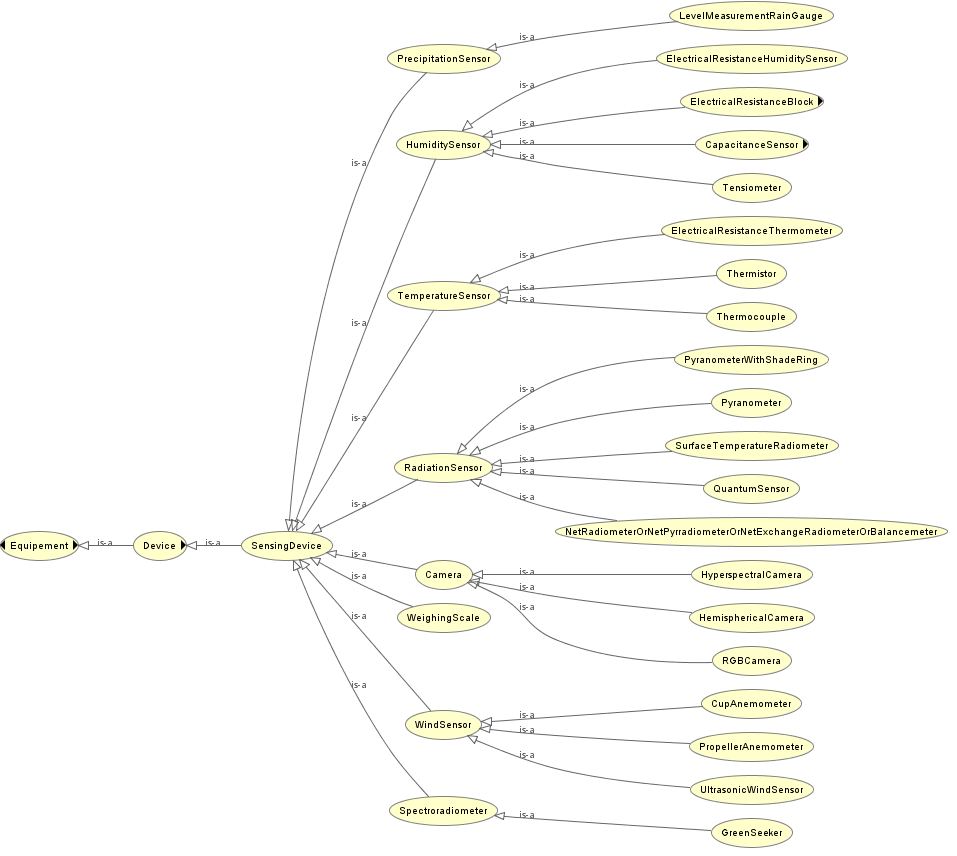 LevelMeasurementRainGauge
is-a
PrecipitationSensor
ElectricalResistanceHumiditySensor
is-a
ElectricalResistanceBlock
is-a
HumiditySensor
is-a
CapacitanceSensor
is-a
is-a
Tensiometer
ElectricalResistanceThermometer
is-a
Thermistor
is-a
TemperatureSensor
is-a
Thermocouple
is-a
PyranometerWithShadeRing
is-a
Pyranometer
is-a
is-a
SurfaceTemperatureRadiometer
is-a
RadiationSensor
is-a
QuantumSensor
is-a
is-a
NetRadiometerOrNetPyrradiometerOrNetExchangeRadiometerOrBalancemeter
Equipement
is-a
Device
is-a
SensingDevice
is-a
Camera
is-a
HyperspectralCamera
is-a
is-a
is-a
WeighingScale
is-a
HemisphericalCamera
RGBCamera
is-a
CupAnemometer
is-a
WindSensor
is-a
PropellerAnemometer
is-a
UltrasonicWindSensor
Spectroradiometer
is-a
GreenSeeker